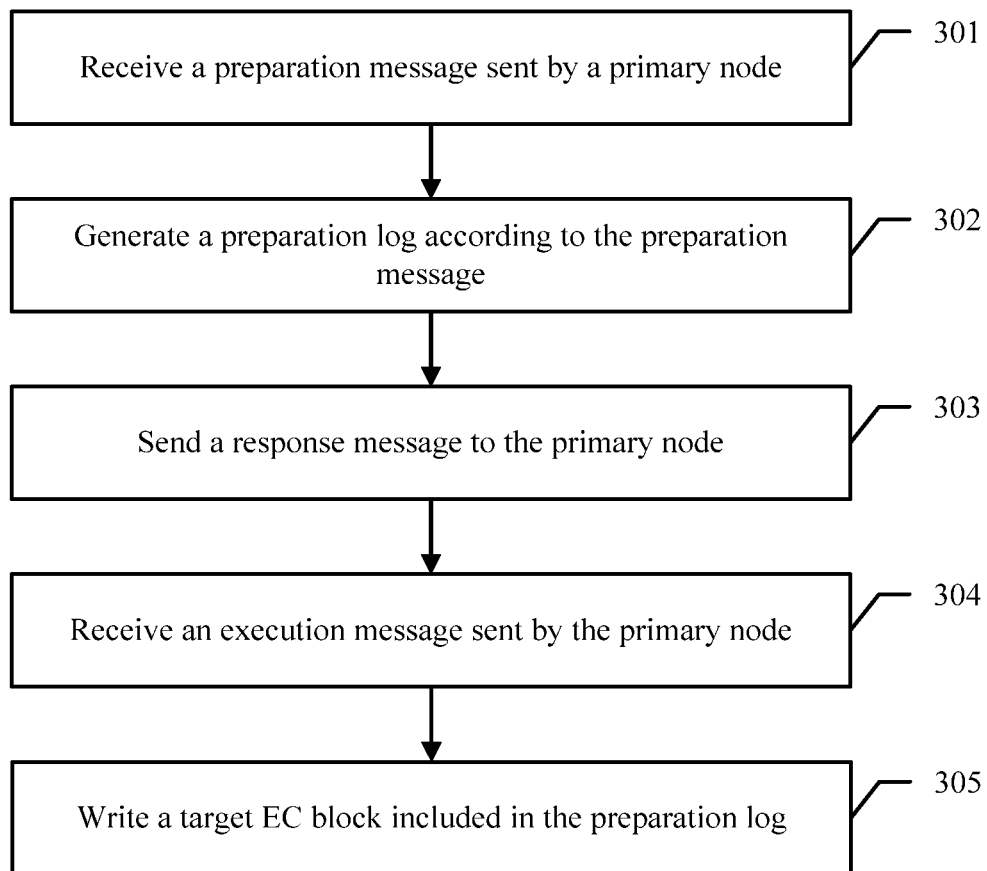 301
Receive a preparation message sent by a primary node
302
Generate a preparation log according to the preparation
message
303
Send a response message to the primary node
304
Receive an execution message sent by the primary node
305
Write a target EC block included in the preparation log